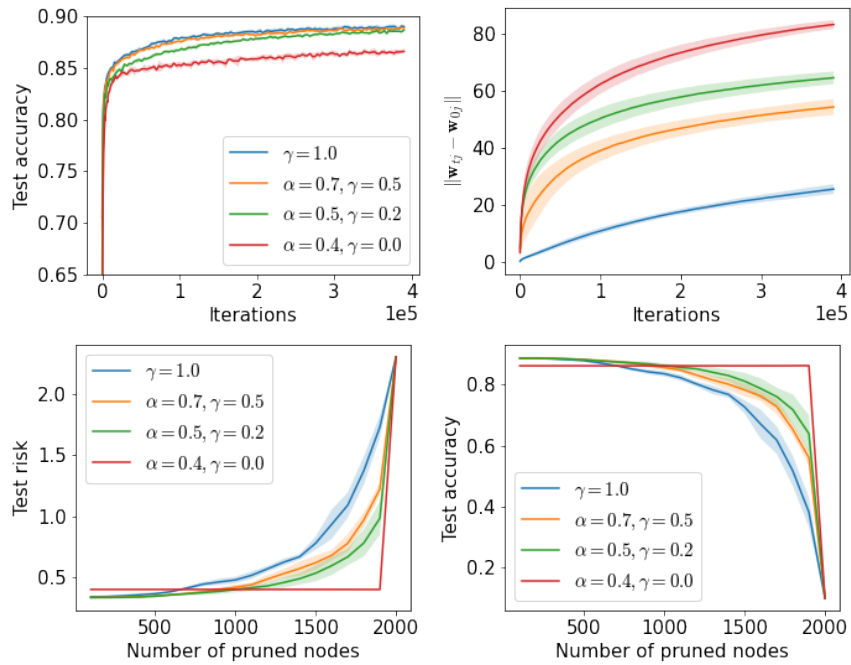 0.90
0.85
0.80
0.75
0.70
0.65
Test accuracy
γ = 1.0
α = 0.7, γ = 0.5
α = 0.5, γ = 0.2
α = 0.4, γ = 0.0
0 1 2 3 4
1e5
Iterations
80
60
40
20
0
||w_{tj} − w_{0j}||
0 1 2 3 4
1e5
Iterations
2.0
1.5
1.0
0.5
Test risk
γ = 1.0
α = 0.7, γ = 0.5
α = 0.5, γ = 0.2
α = 0.4, γ = 0.0
500 1000 1500 2000
Number of pruned nodes
0.8
0.6
0.4
0.2
Test accuracy
γ = 1.0
α = 0.7, γ = 0.5
α = 0.5, γ = 0.2
α = 0.4, γ = 0.0
500 1000 1500 2000
Number of pruned nodes